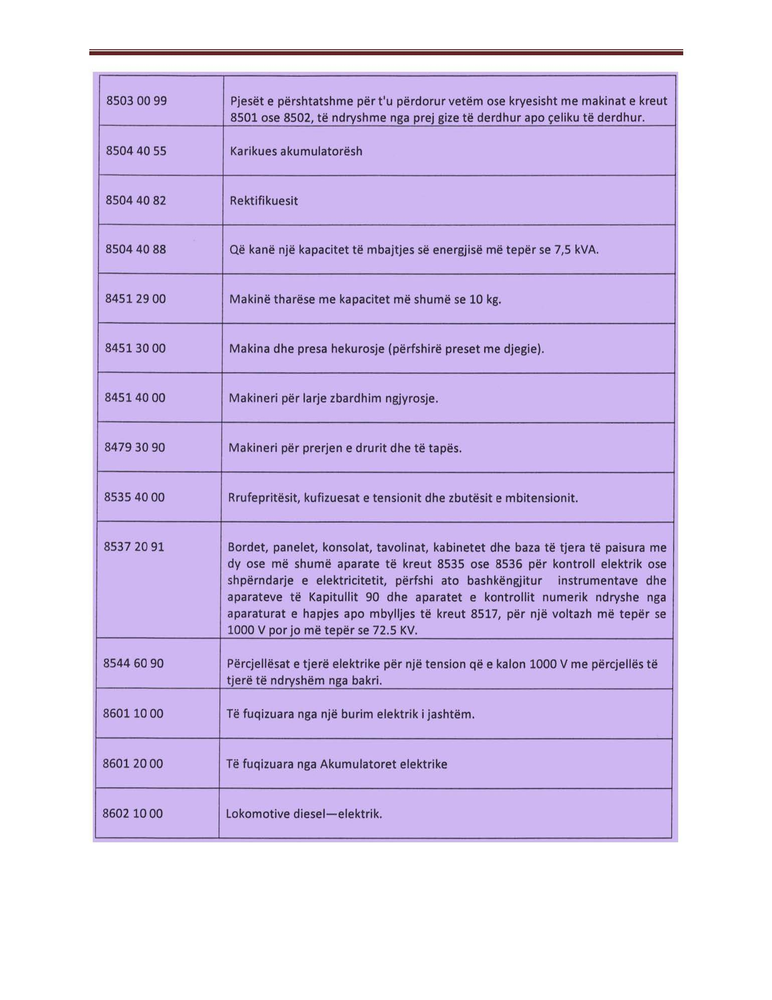 8503 00 99
Pjesët e përshtatshme për t'u përdorur vetëm ose kryesisht me makinat e kreut
8501 ose 8502, të ndryshme nga prej gize të derdhur apo çeliku të derdhur.
8504 40 55
Karikues akumulatorësh
8504 40 82
Rektifikuesit
8504 40 88
Që kanë një kapacitet të mbajtjes së energjisë më tepër se 7,5 kVA.
8451 29 00
Makinë tharëse me kapacitet më shumë se 10 kg.
8451 30 00
Makina dhe presa hekurosje (përfshirë preset me djegie).
8451 40 00
Makineri për larje zbardhim ngjyrosje.
8479 30 90
Makineri për prerjen e drurit dhe të tapës.
8535 40 00
Rrufepritësit, kufizuesat e tensionit dhe zbutësit e mbitensionit.
8537 20 91
Bordet, panelet, konsolat, tavolinat, kabinetet dhe baza të tjera të paisura me
dy ose më shumë aparate të kreut 8535 ose 8536 për kontroll elektrik ose
shpërndarje e elektricitetit, përfshi ato bashkëngjitur instrumentave dhe
aparateve të Kapitullit 90 dhe aparatet e kontrollit numerik ndryshe nga
aparaturat e hapjes apo mbylljes të kreut 8517, për një voltazh më tepër se
1000 V por jo më tepër se 72.5 KV.
8544 60 90
Përcjellësat e tjerë elektrike për një tension që e kalon 1000 V me përcjellës të
tjerë të ndryshëm nga bakri.
8601 10 00
Të fuqizuara nga një burim elektrik i jashtëm.
8601 20 00
Të fuqizuara nga Akumulatoret elektrike
8602 10 00
Lokomotive diesel—elektrik.